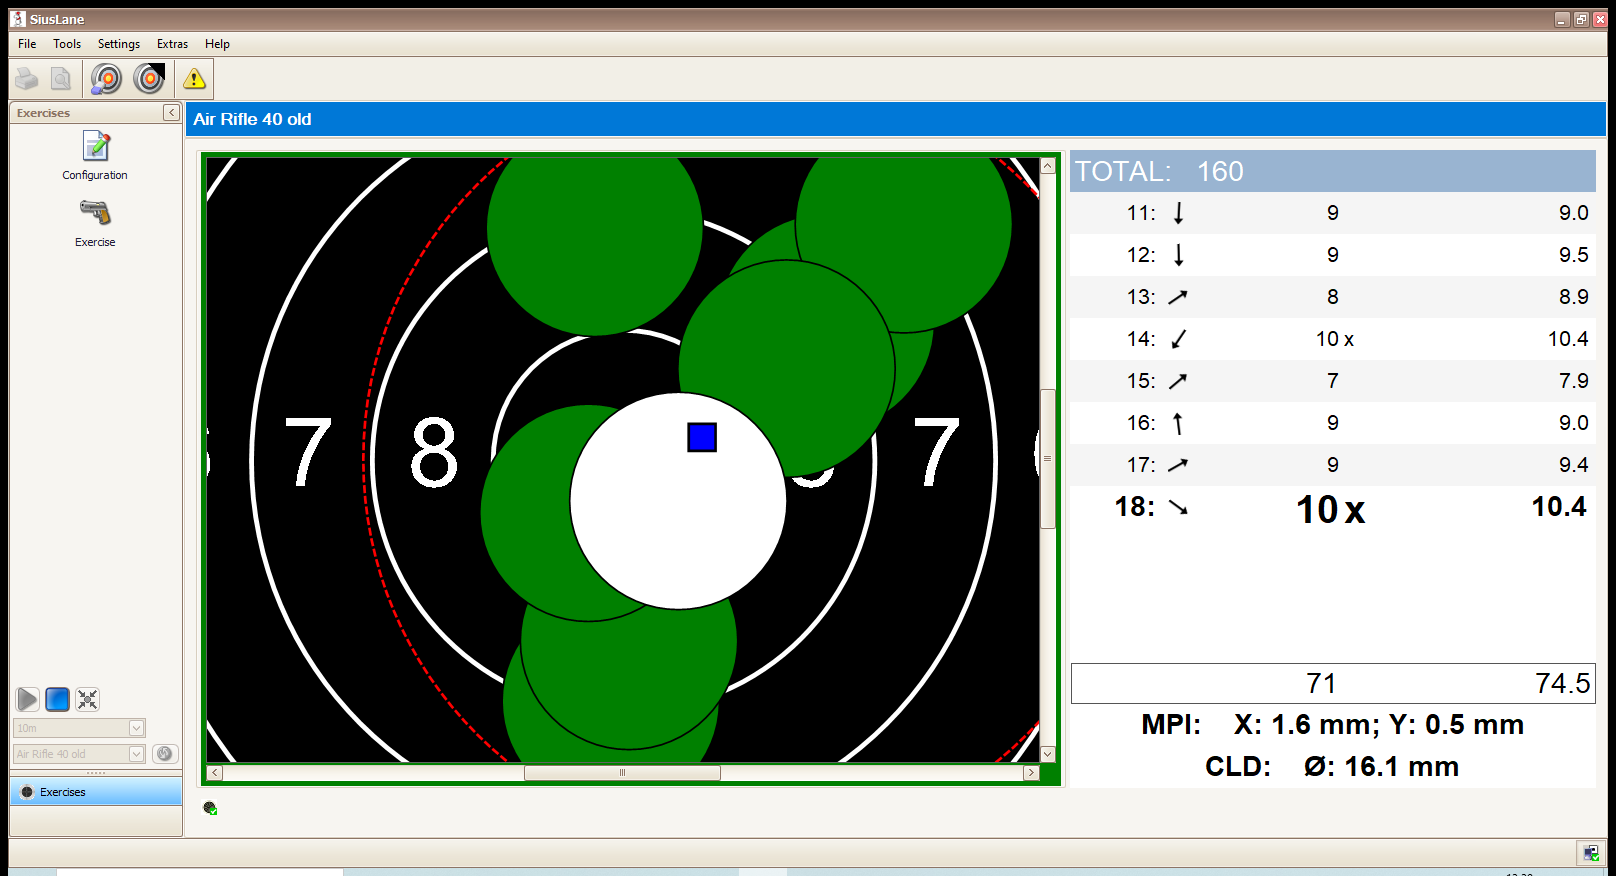 SiusLane
File Tools Settings Extras Help
Exercises
Configuration
Exercise
10m
Air Rifle 40 old
Exercises
Air Rifle 40 old
7 8 7
TOTAL: 160
11: 9 9.0
12: 9 9.5
13: 8 8.9
14: 10 x 10.4
15: 7 7.9
16: 9 9.0
17: 9 9.4
18: 10 x 10.4
71 74.5
MPI: X: 1.6 mm; Y: 0.5 mm
CLD: Ø: 16.1 mm